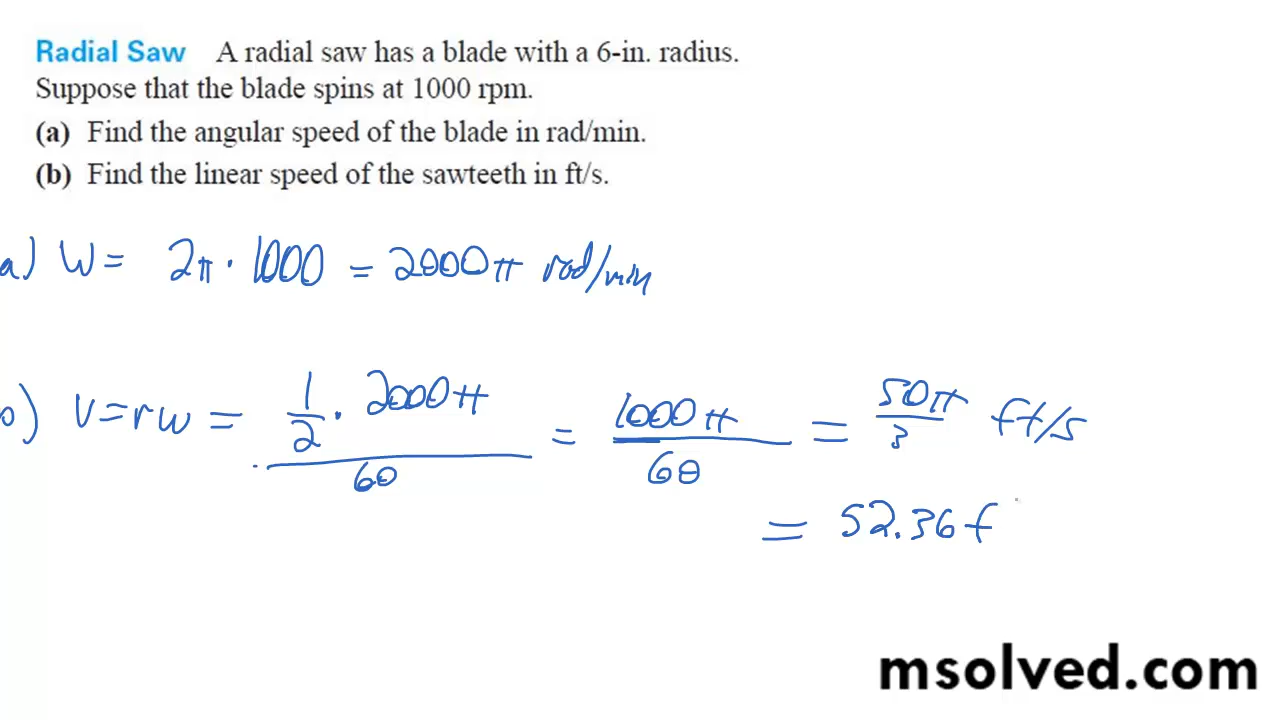 Radial Saw A radial saw has a blade with a 6-in. radius.
Suppose that the blade spins at 1000 rpm.
(a) Find the angular speed of the blade in rad/min.
(b) Find the linear speed of the sawteeth in ft/s.
a) W = 2π · 1000 = 2000π rad/min
b) v = rw = (1/2 · 2000π)/60 = 1000π/60 = 50π/3 ft/s
= 52.36 f
msolved.com